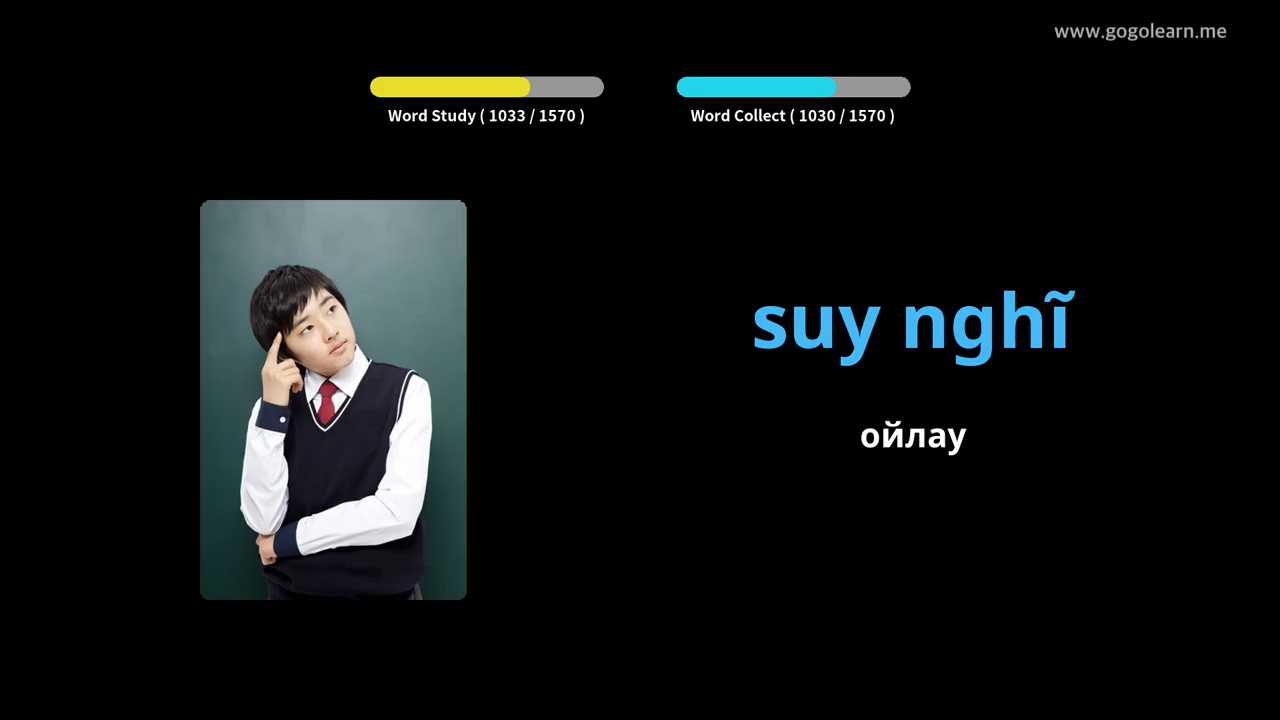 www.gogolearn.me
Word Study ( 1033 / 1570 )
Word Collect ( 1030 / 1570 )
suy nghĩ
ойлау